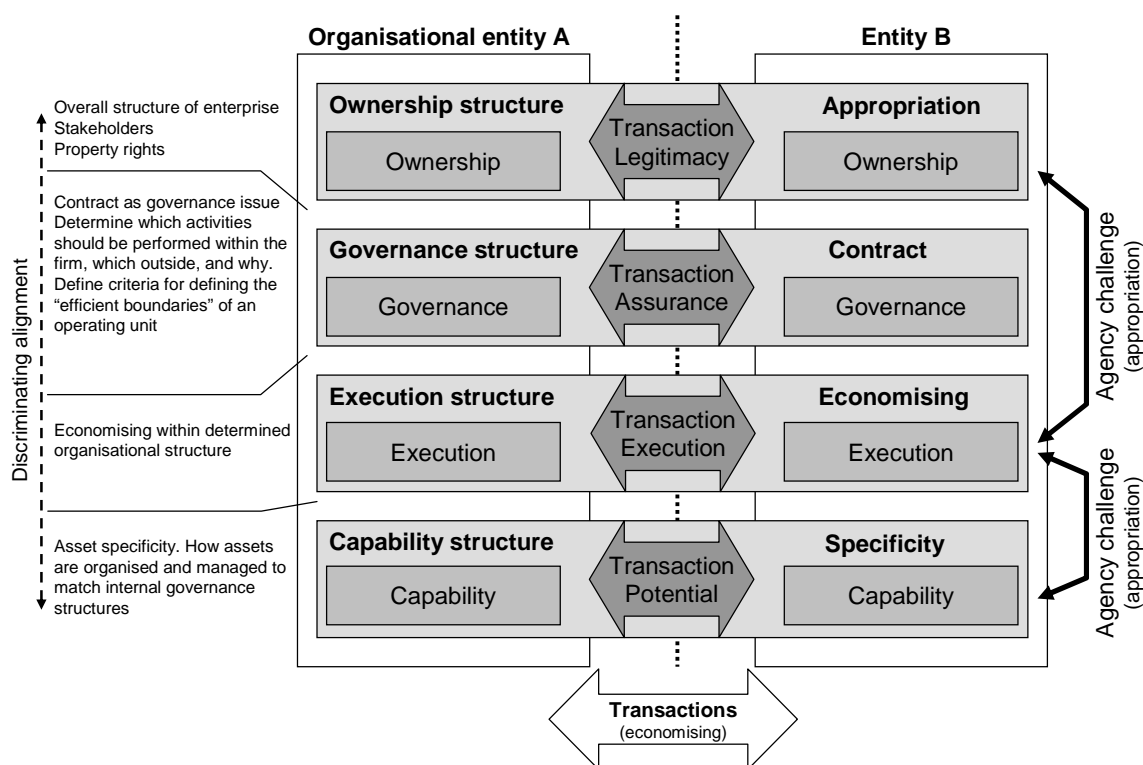 Organisational entity A
Entity B
Overall structure of enterprise
Stakeholders
Property rights
Ownership structure
Ownership
Transaction
Legitimacy
Appropriation
Ownership
Contract as governance issue
Determine which activities
should be performed within the
firm, which outside, and why.
Define criteria for defining the
“efficient boundaries” of an
operating unit
Governance structure
Governance
Transaction
Assurance
Contract
Governance
Economising within determined
organisational structure
Execution structure
Execution
Transaction
Execution
Economising
Execution
Asset specificity. How assets
are organised and managed to
match internal governance
structures
Capability structure
Capability
Transaction
Potential
Specificity
Capability
Discriminating alignment
Agency challenge
(appropriation)
Agency challenge
(appropriation)
Transactions
(economising)